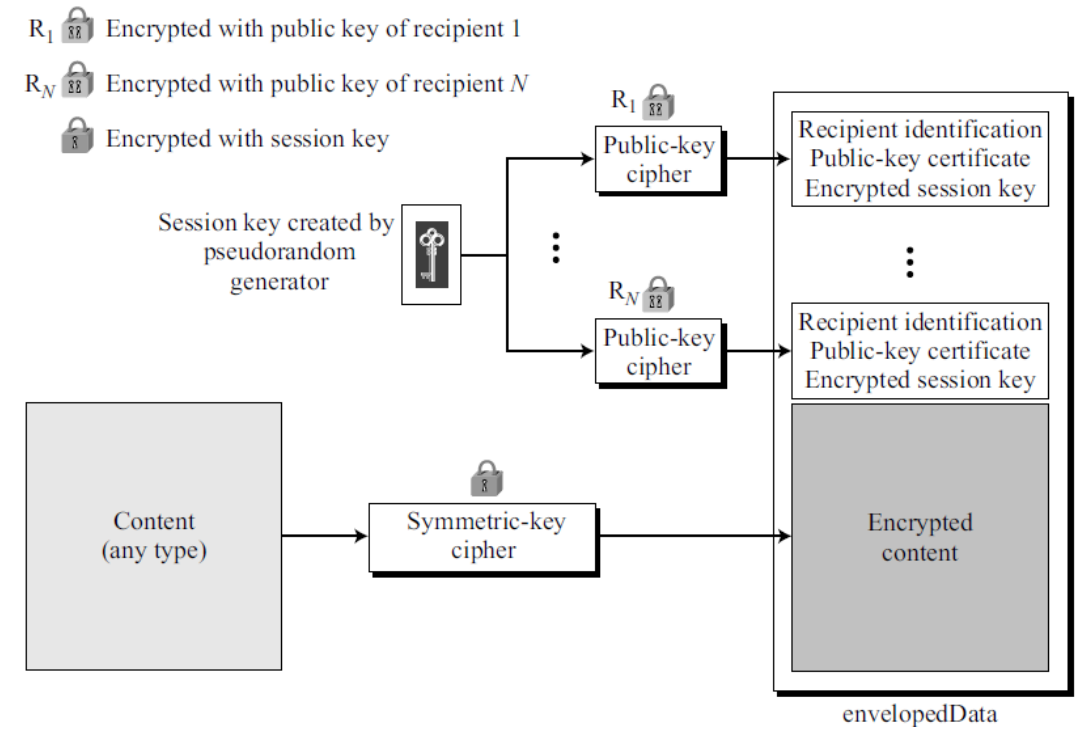 R1 Encrypted with public key of recipient 1
RN Encrypted with public key of recipient N
Encrypted with session key
R1
Public-key
cipher
Recipient identification
Public-key certificate
Encrypted session key
Session key created by
pseudorandom
generator
RN
Public-key
cipher
Recipient identification
Public-key certificate
Encrypted session key
Content
(any type)
Symmetric-key
cipher
Encrypted
content
envelopedData